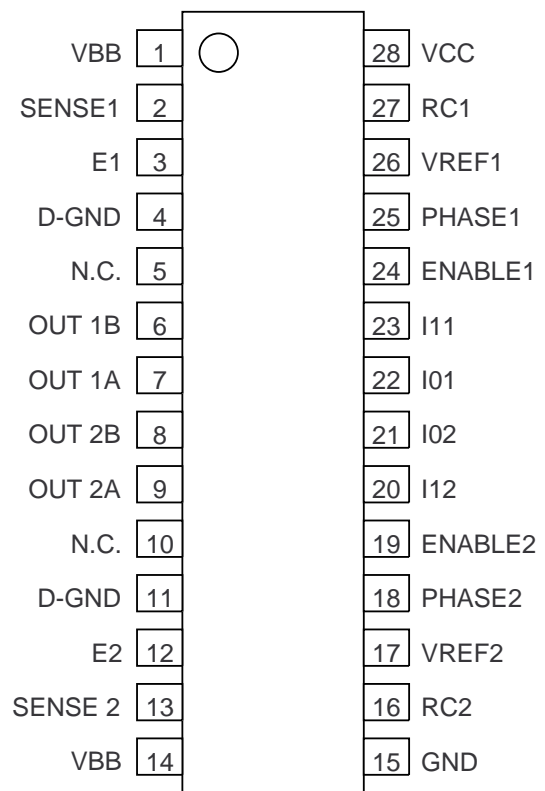 VBB 1 28 VCC
SENSE1 2 27 RC1
E1 3 26 VREF1
D-GND 4 25 PHASE1
N.C. 5 24 ENABLE1
OUT 1B 6 23 I11
OUT 1A 7 22 I01
OUT 2B 8 21 I02
OUT 2A 9 20 I12
N.C. 10 19 ENABLE2
D-GND 11 18 PHASE2
E2 12 17 VREF2
SENSE 2 13 16 RC2
VBB 14 15 GND